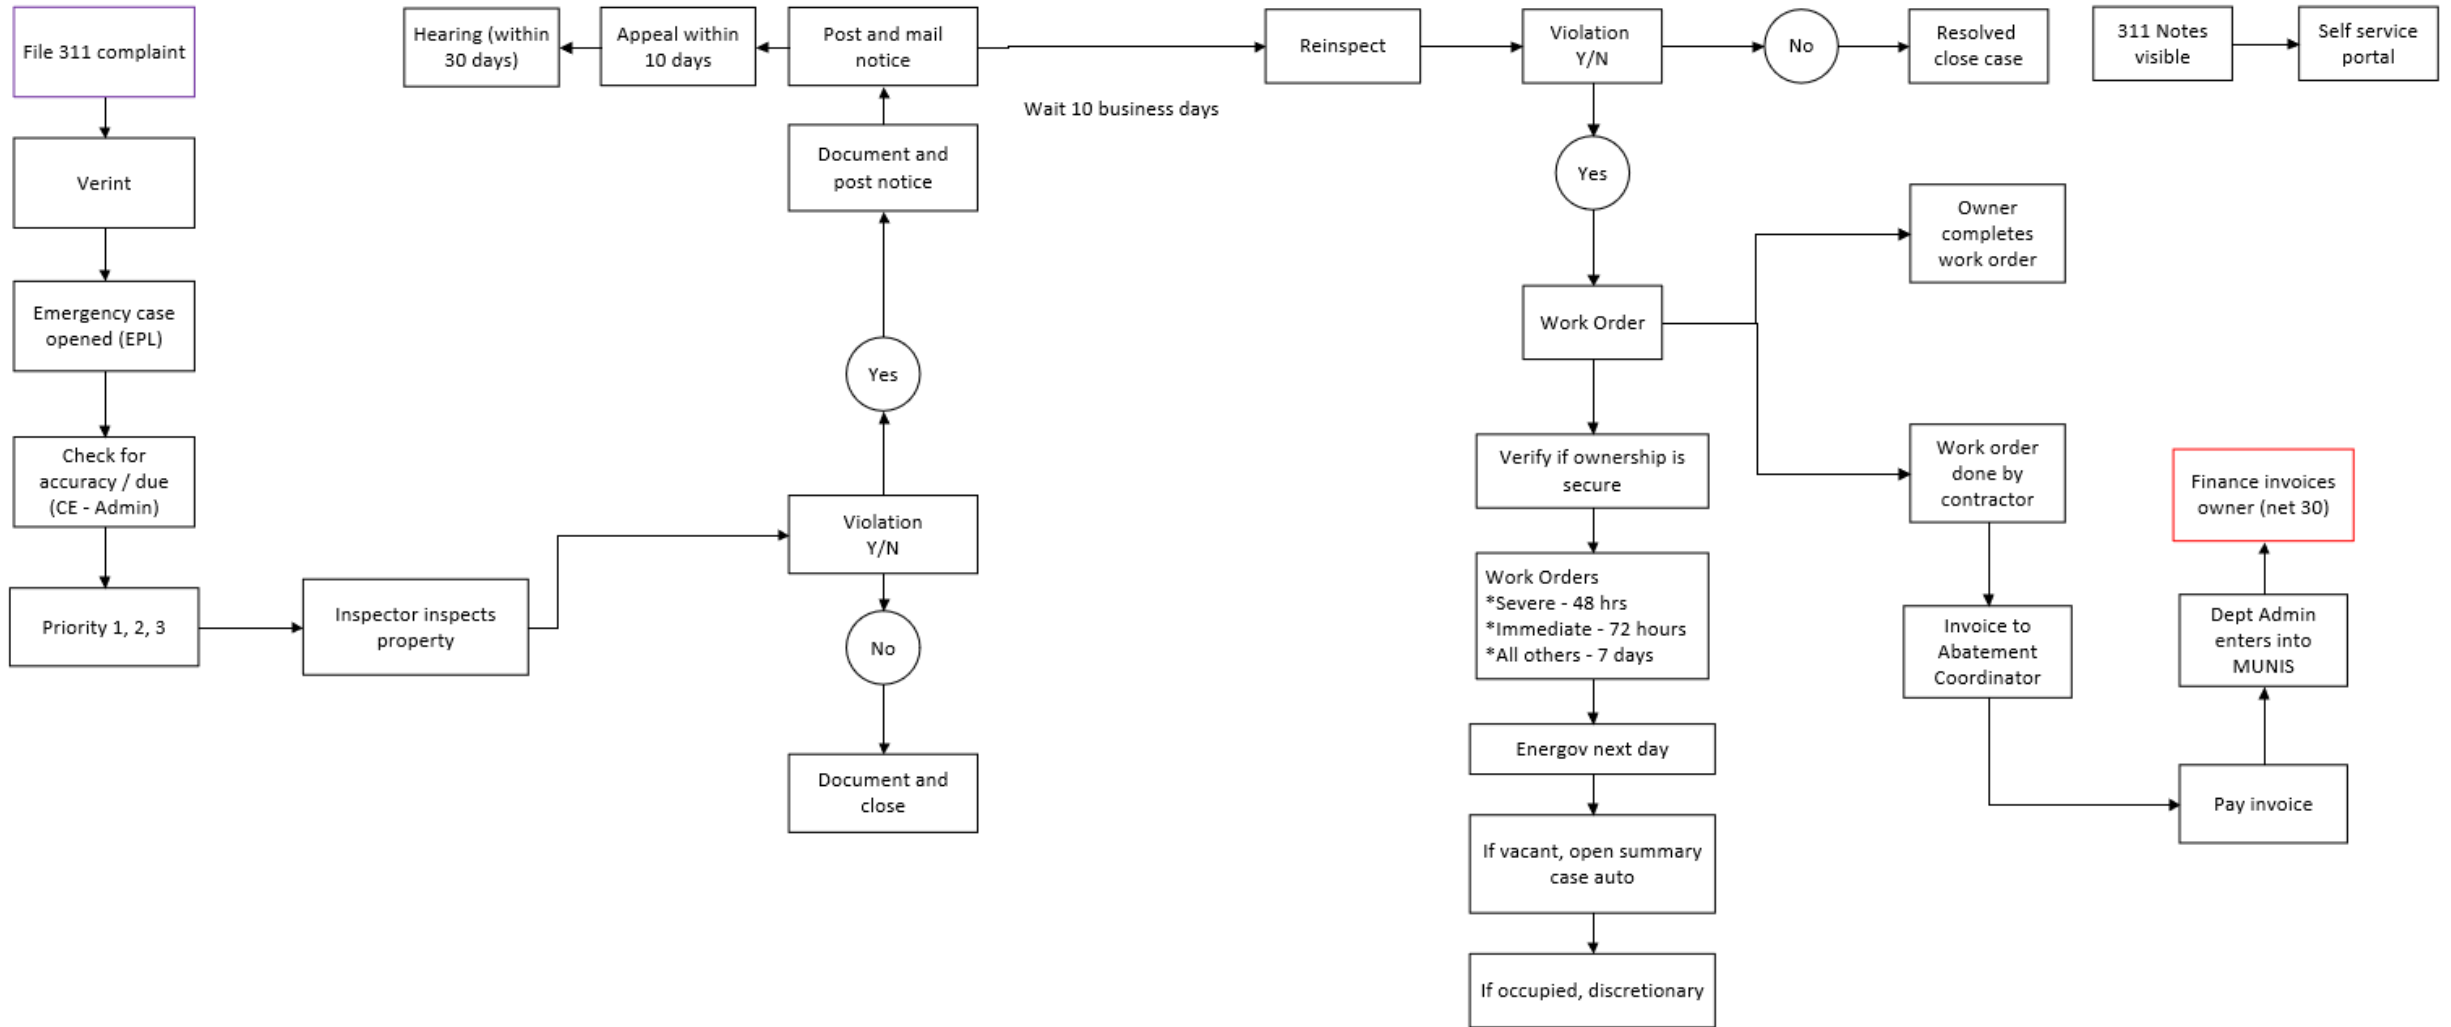 File 311 complaint
Verint
Emergency case
opened (EPL)
Check for
accuracy / due
(CE - Admin)
Priority 1, 2, 3
Inspector inspects
property
Violation
Y/N
No
Document and
close
Yes
Document and
post notice
Post and mail
notice
Appeal within
10 days
Hearing (within
30 days)
Wait 10 business days
Reinspect
Violation
Y/N
No
Resolved
close case
311 Notes
visible
Self service
portal
Yes
Work Order
Owner
completes
work order
Verify if ownership is
secure
Work Orders
*Severe - 48 hrs
*Immediate - 72 hours
*All others - 7 days
Energov next day
If vacant, open summary
case auto
If occupied, discretionary
Work order
done by
contractor
Invoice to
Abatement
Coordinator
Pay invoice
Dept Admin
enters into
MUNIS
Finance invoices
owner (net 30)